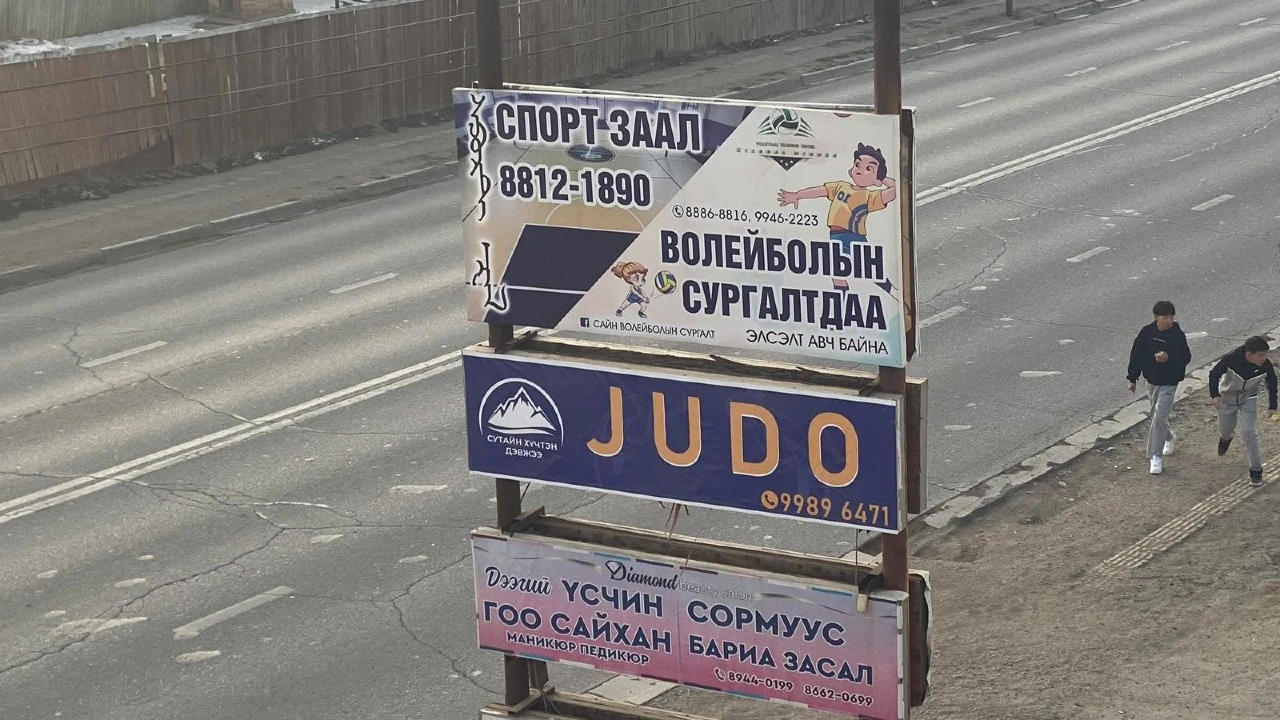 СПОРТ ЗААЛ
8812-1890
8886-8816, 9946-2223
ВОЛЕЙБОЛЫН
СУРГАЛТДАА
САЙН ВОЛЕЙБОЛЫН СУРГАЛТ
ЭЛСЭЛТ АВЧ БАЙНА
СУТАЙН ХҮЧТЭН
ДЭВЖЭЭ
JUDO
9989 6471
Diamond beauty salon
Дээгий ҮСЧИН
ГОО САЙХАН
МАНИКЮР ПЕДИКЮР
СОРМУУС
БАРИА ЗАСАЛ
8944-0199 8662-0699